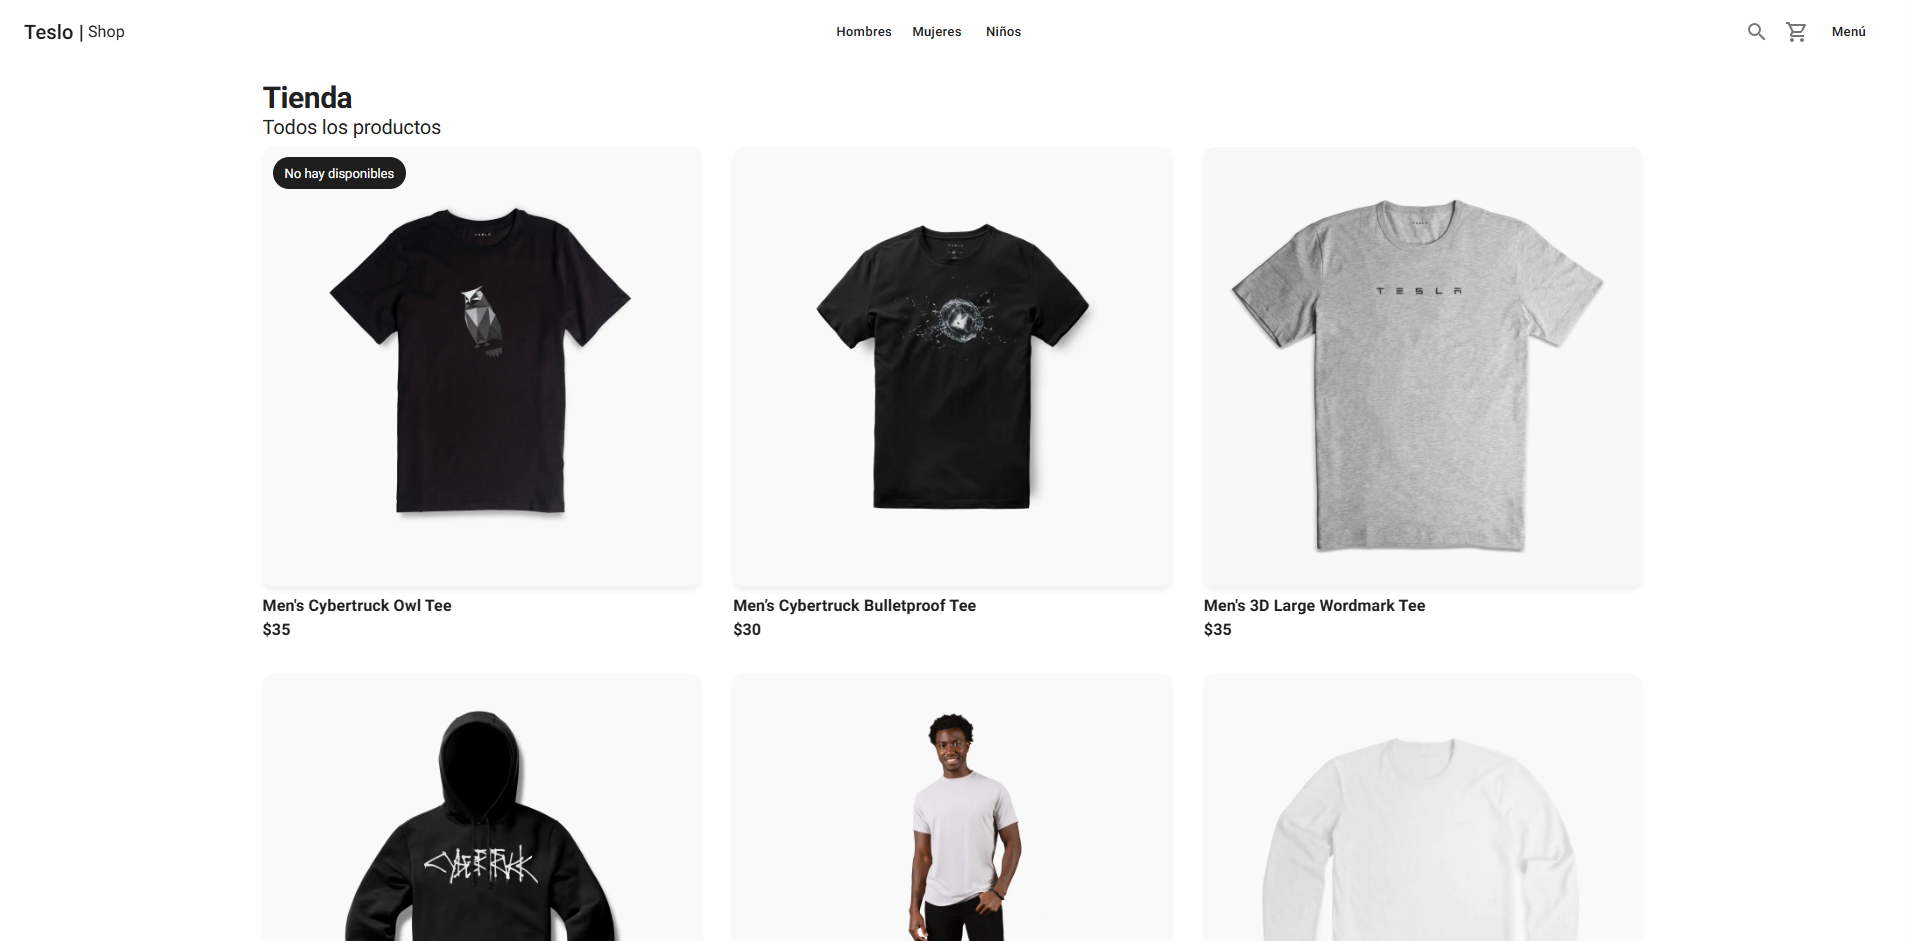 Teslo | Shop
Hombres Mujeres Niños
Menú
Tienda
Todos los productos
No hay disponibles
TESLA
Men's Cybertruck Owl Tee
$35
Men’s Cybertruck Bulletproof Tee
$30
Men's 3D Large Wordmark Tee
$35
CYBERTRUCK